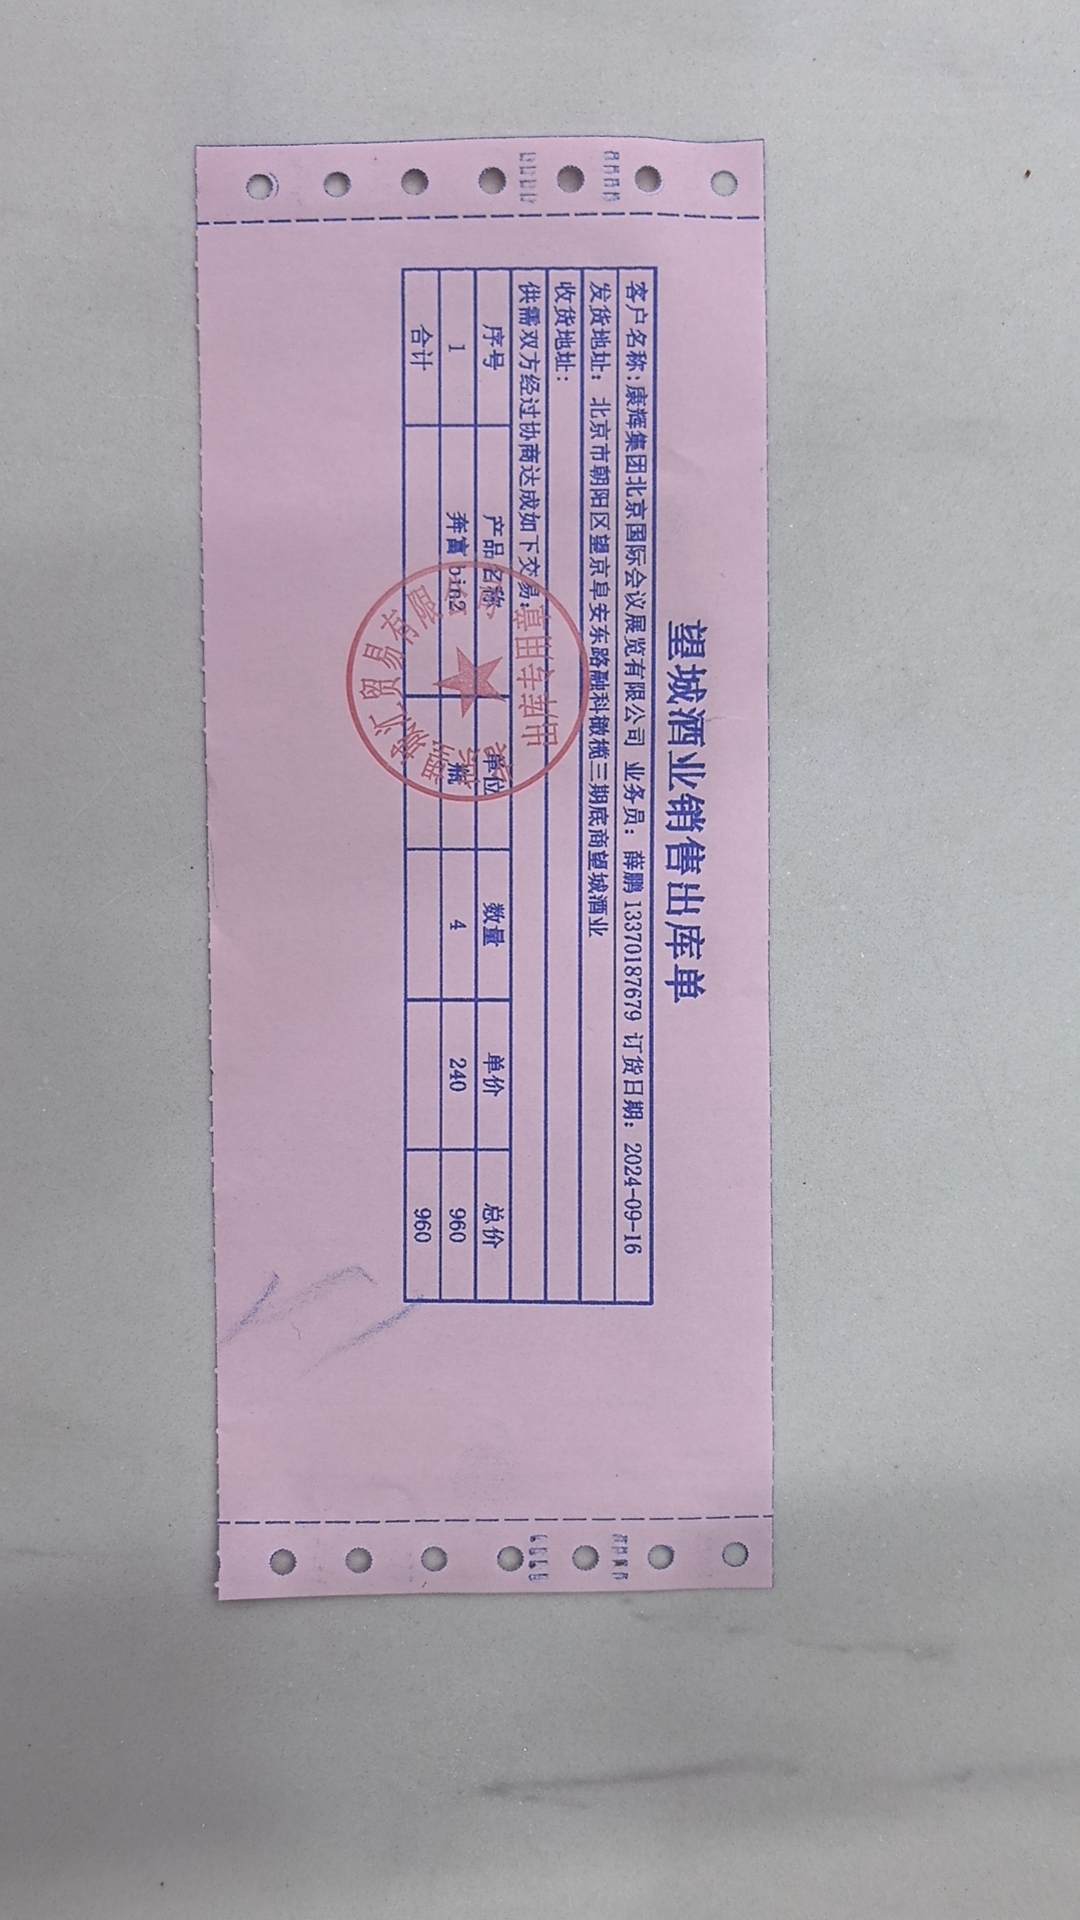 望城酒业销售出库单
客户名称:康辉集团北京国际会议展览有限公司 业务员: 薛鹏 13370187679 订货日期: 2024-09-16
发货地址: 北京市朝阳区望京阜安东路融科橄榄三期底商望城酒业
收货地址:
供需双方经过协商达成如下交易:
序号 产品名称 单位 数量 单价 总价
1 奔富 bin2 瓶 4 240 960
合计 960